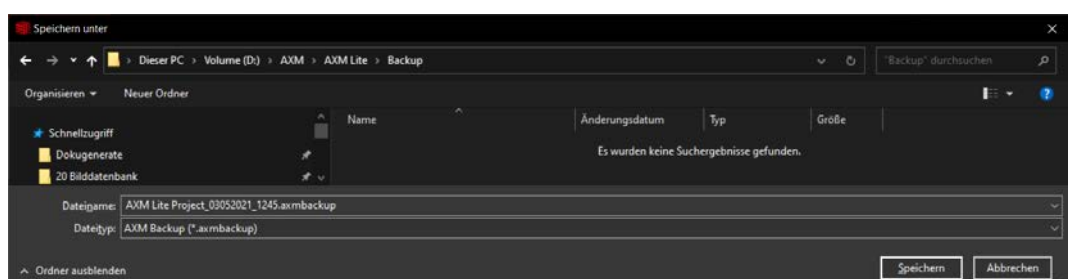 Speichern unter
Dieser PC > Volume (D:) > AXM > AXM Lite > Backup
"Backup" durchsuchen
Organisieren Neuer Ordner
Name Änderungsdatum Typ Größe
Schnellzugriff
Es wurden keine Suchergebnisse gefunden.
Dokugenerate
20 Bilddatenbank
Dateiname: AXM Lite Project_03052021_1245.axmbackup
Dateityp: AXM Backup (*.axmbackup)
Ordner ausblenden Speichern Abbrechen